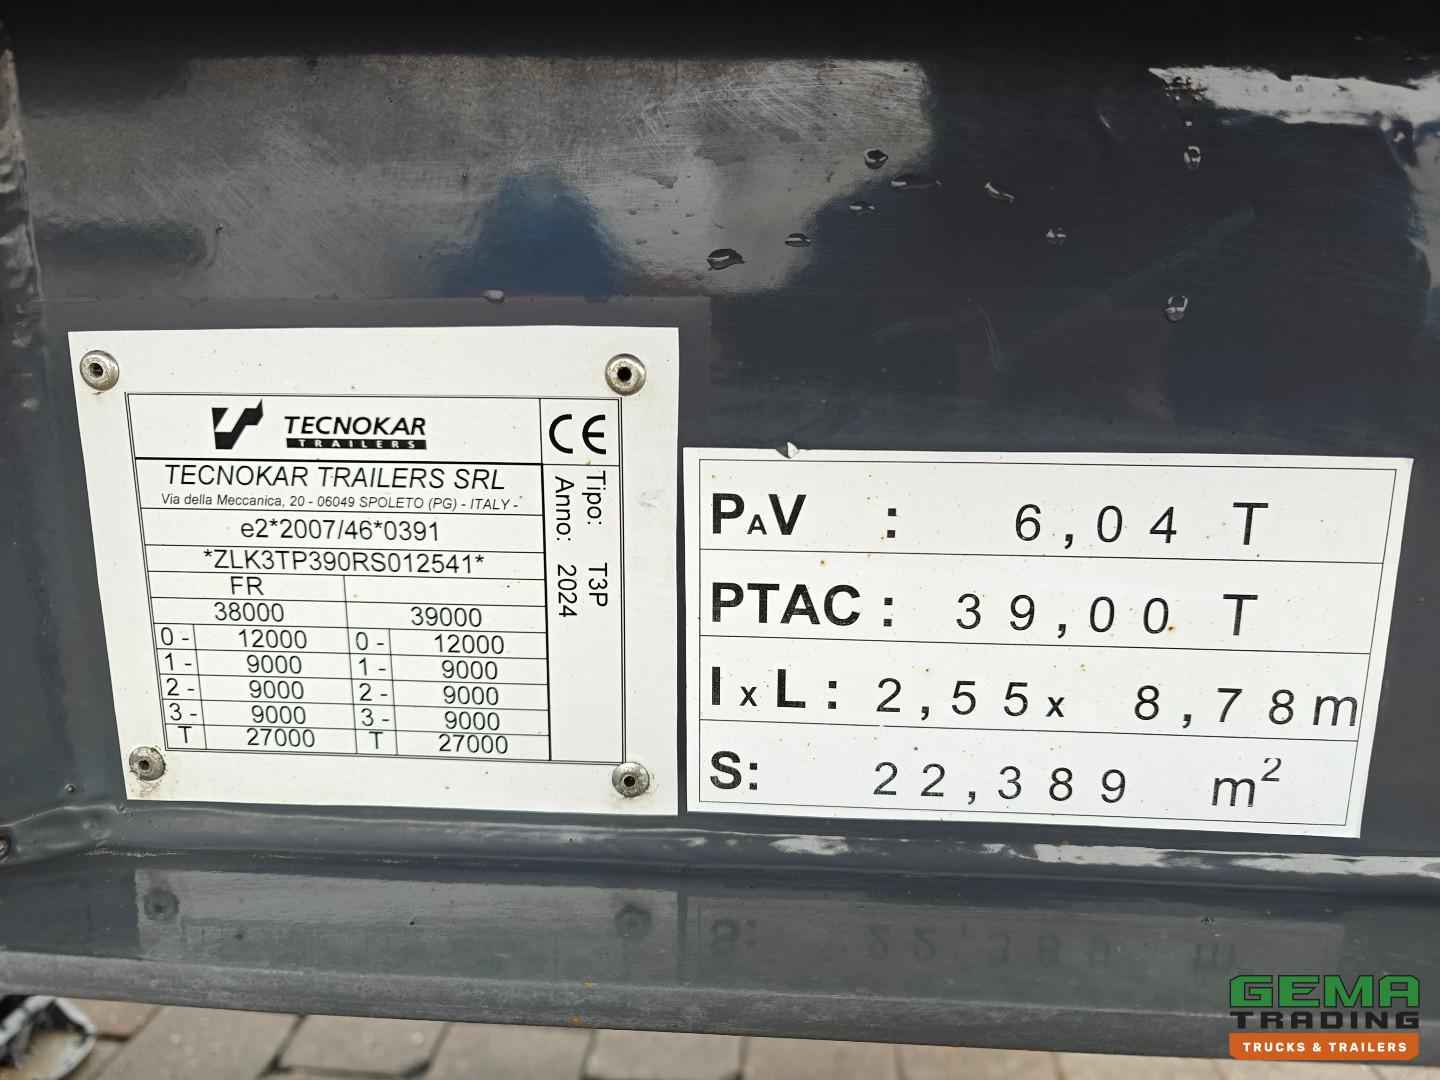 TECNOKAR
TRAILERS
CE
TECNOKAR TRAILERS SRL
Via della Meccanica, 20 - 06049 SPOLETO (PG) - ITALY -
e2*2007/46*0391
*ZLK3TP390RS012541*
FR
38000 39000
0 - 12000 0 - 12000
1 - 9000 1 - 9000
2 - 9000 2 - 9000
3 - 9000 3 - 9000
T 27000 T 27000
Tipo: T3P
Anno: 2024
PAV : 6,04 T
PTAC : 39,00 T
l x L : 2,55 x 8,78 m
S: 22,389 m²
GEMA
TRADING
TRUCKS & TRAILERS